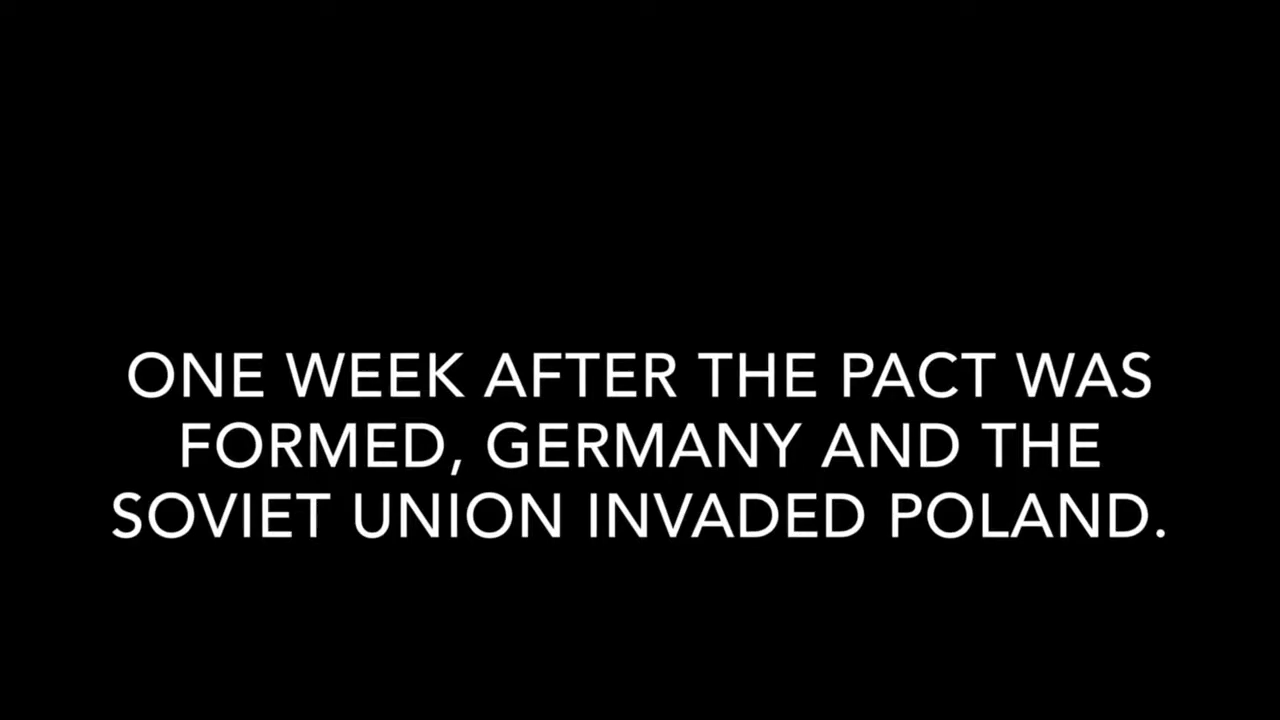 ONE WEEK AFTER THE PACT WAS
FORMED, GERMANY AND THE
SOVIET UNION INVADED POLAND.